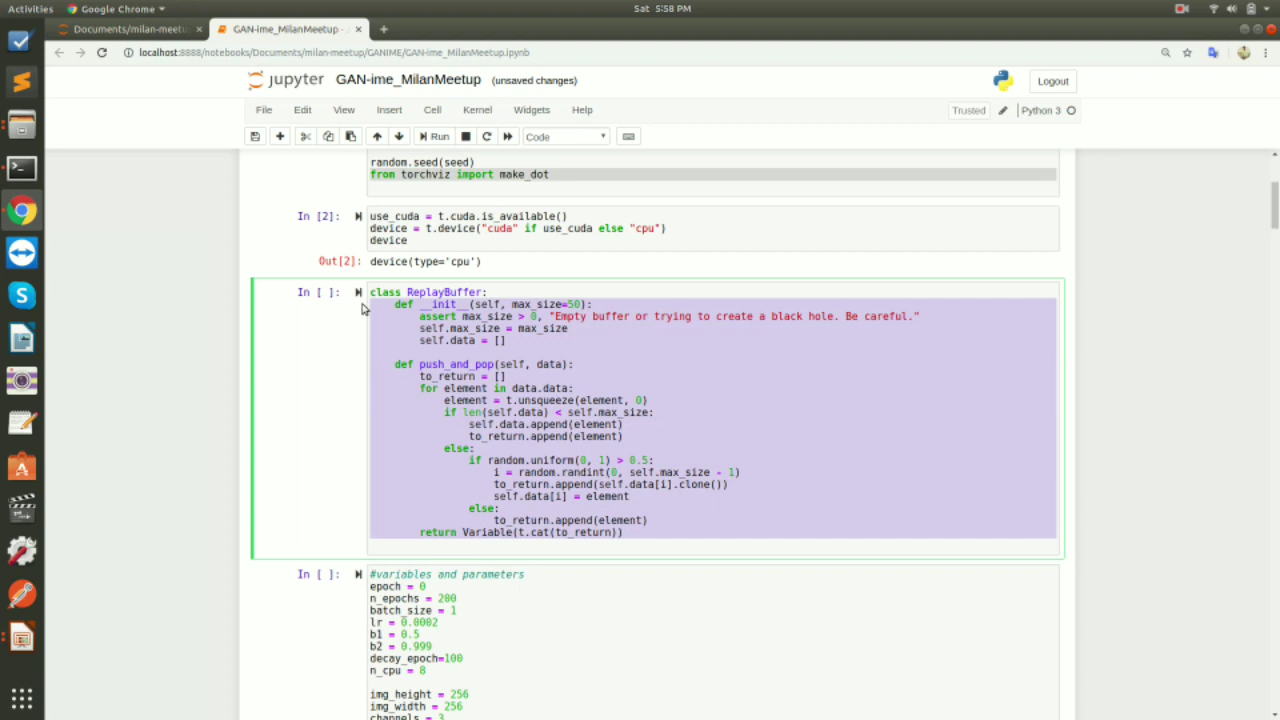 Activities Google Chrome Sat 5:58 PM
Documents/milan-meetu GAN-ime_MilanMeetup -
localhost:8888/notebooks/Documents/milan-meetup/GANIME/GAN-ime_MilanMeetup.ipynb
jupyter GAN-ime_MilanMeetup (unsaved changes) Logout
File Edit View Insert Cell Kernel Widgets Help Trusted Python 3
Run Code
random.seed(seed)
from torchviz import make_dot
In [2]: use_cuda = t.cuda.is_available()
device = t.device("cuda" if use_cuda else "cpu")
device
Out[2]: device(type='cpu')
In [ ]: class ReplayBuffer:
def __init__(self, max_size=50):
assert max_size > 0, "Empty buffer or trying to create a black hole. Be careful."
self.max_size = max_size
self.data = []
def push_and_pop(self, data):
to_return = []
for element in data.data:
element = t.unsqueeze(element, 0)
if len(self.data) < self.max_size:
self.data.append(element)
to_return.append(element)
else:
if random.uniform(0, 1) > 0.5:
i = random.randint(0, self.max_size - 1)
to_return.append(self.data[i].clone())
self.data[i] = element
else:
to_return.append(element)
return Variable(t.cat(to_return))
In [ ]: #variables and parameters
epoch = 0
n_epochs = 200
batch_size = 1
lr = 0.0002
b1 = 0.5
b2 = 0.999
decay_epoch=100
n_cpu = 8
img_height = 256
img_width = 256
channels = 3